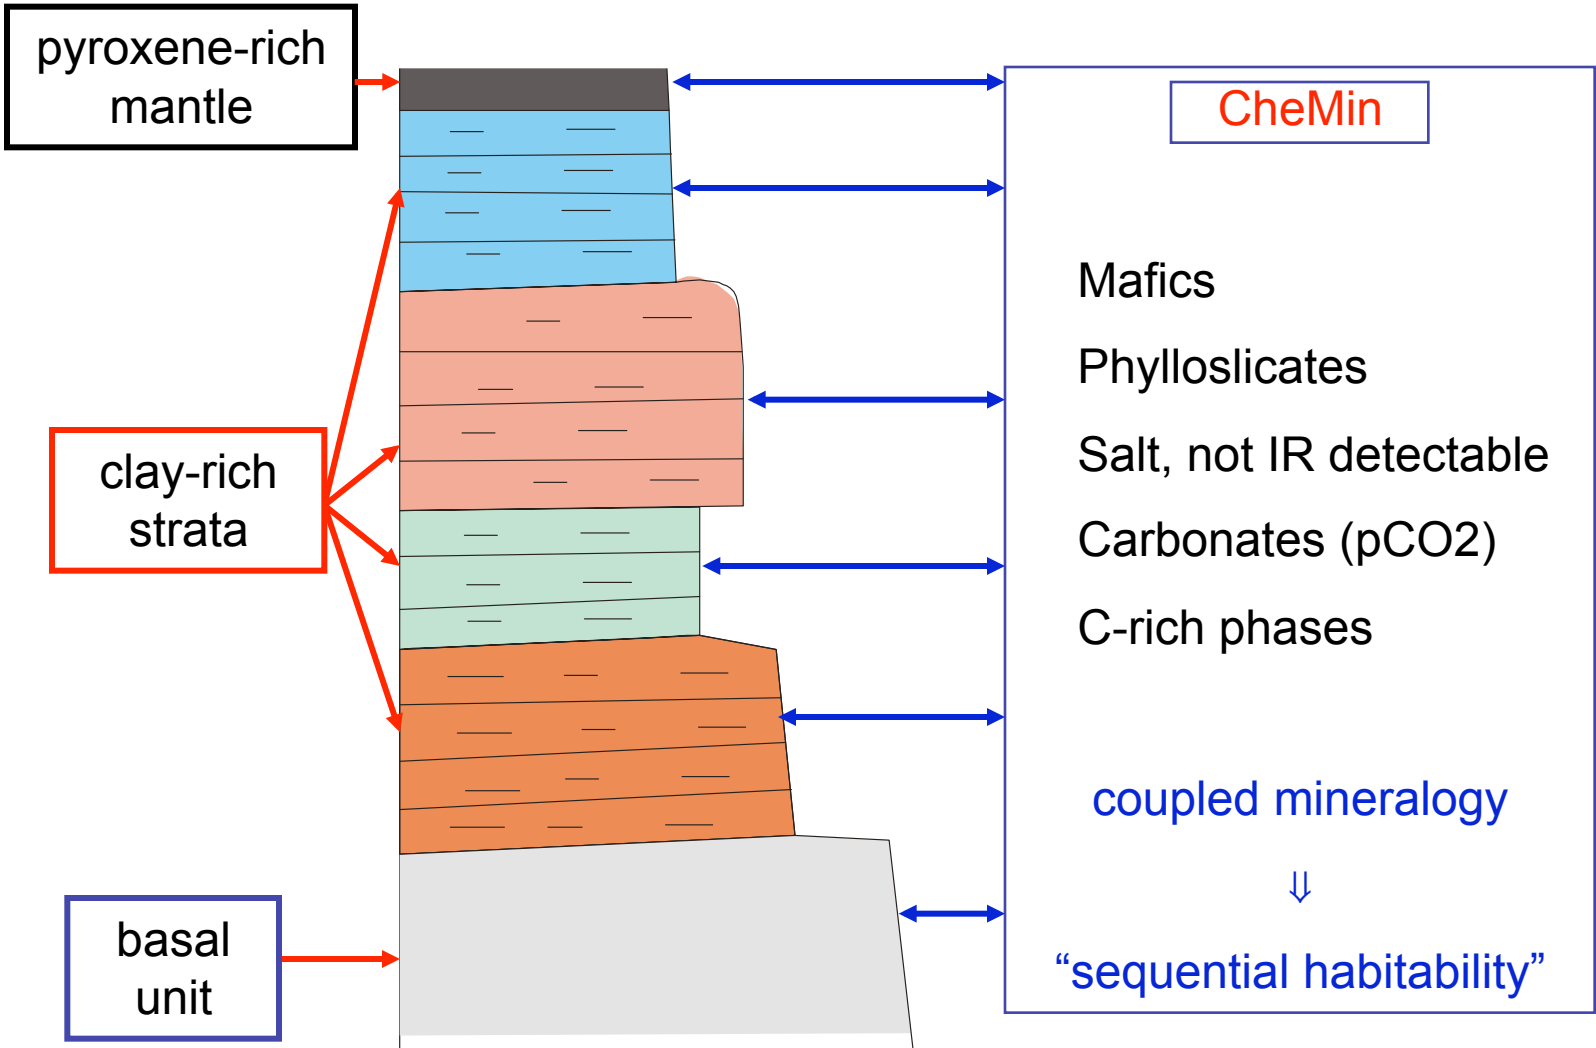 pyroxene-rich
mantle
clay-rich
strata
basal
unit
CheMin
Mafics
Phylloslicates
Salt, not IR detectable
Carbonates (pCO2)
C-rich phases
coupled mineralogy
⇓
“sequential habitability”